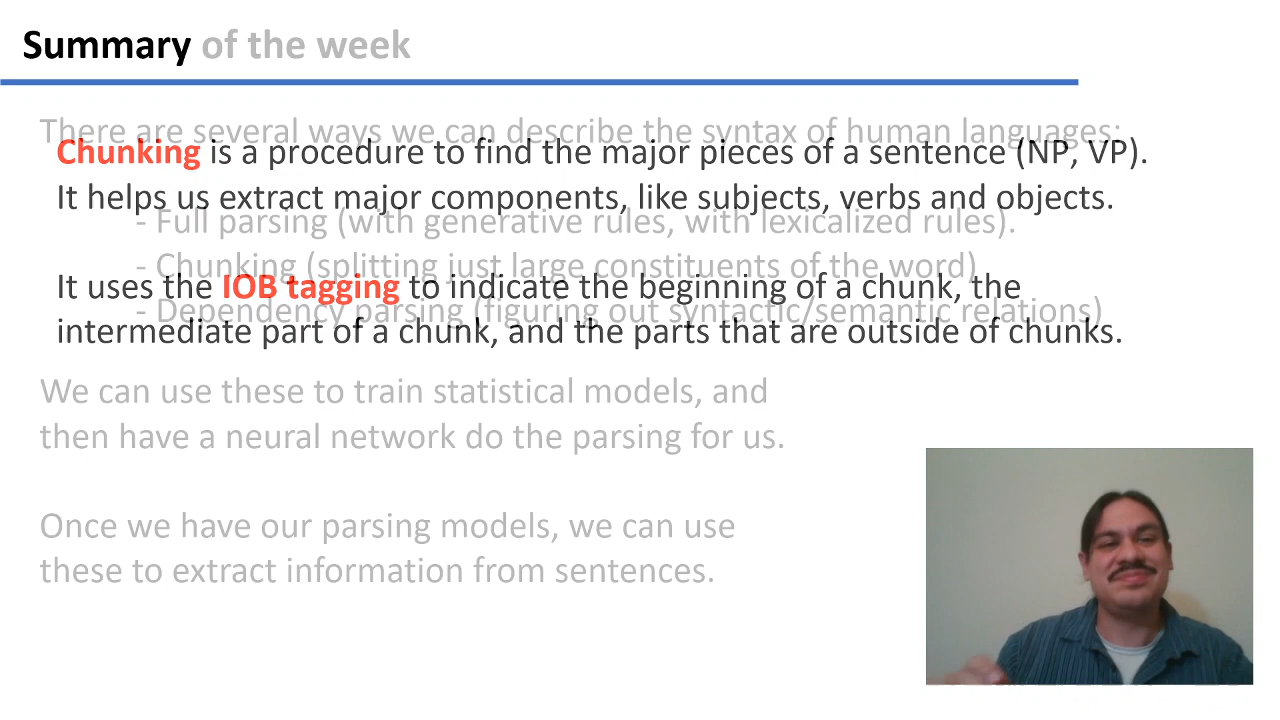 Summary of the week
There are several ways we can describe the syntax of human languages:
Chunking is a procedure to find the major pieces of a sentence (NP, VP).
It helps us extract major components, like subjects, verbs and objects.
- Full parsing (with generative rules, with lexicalized rules).
- Chunking (splitting just large constituents of the word)
It uses the IOB tagging to indicate the beginning of a chunk, the
- Dependency parsing (figuring out syntactic/semantic relations)
intermediate part of a chunk, and the parts that are outside of chunks.
We can use these to train statistical models, and
then have a neural network do the parsing for us.
Once we have our parsing models, we can use
these to extract information from sentences.